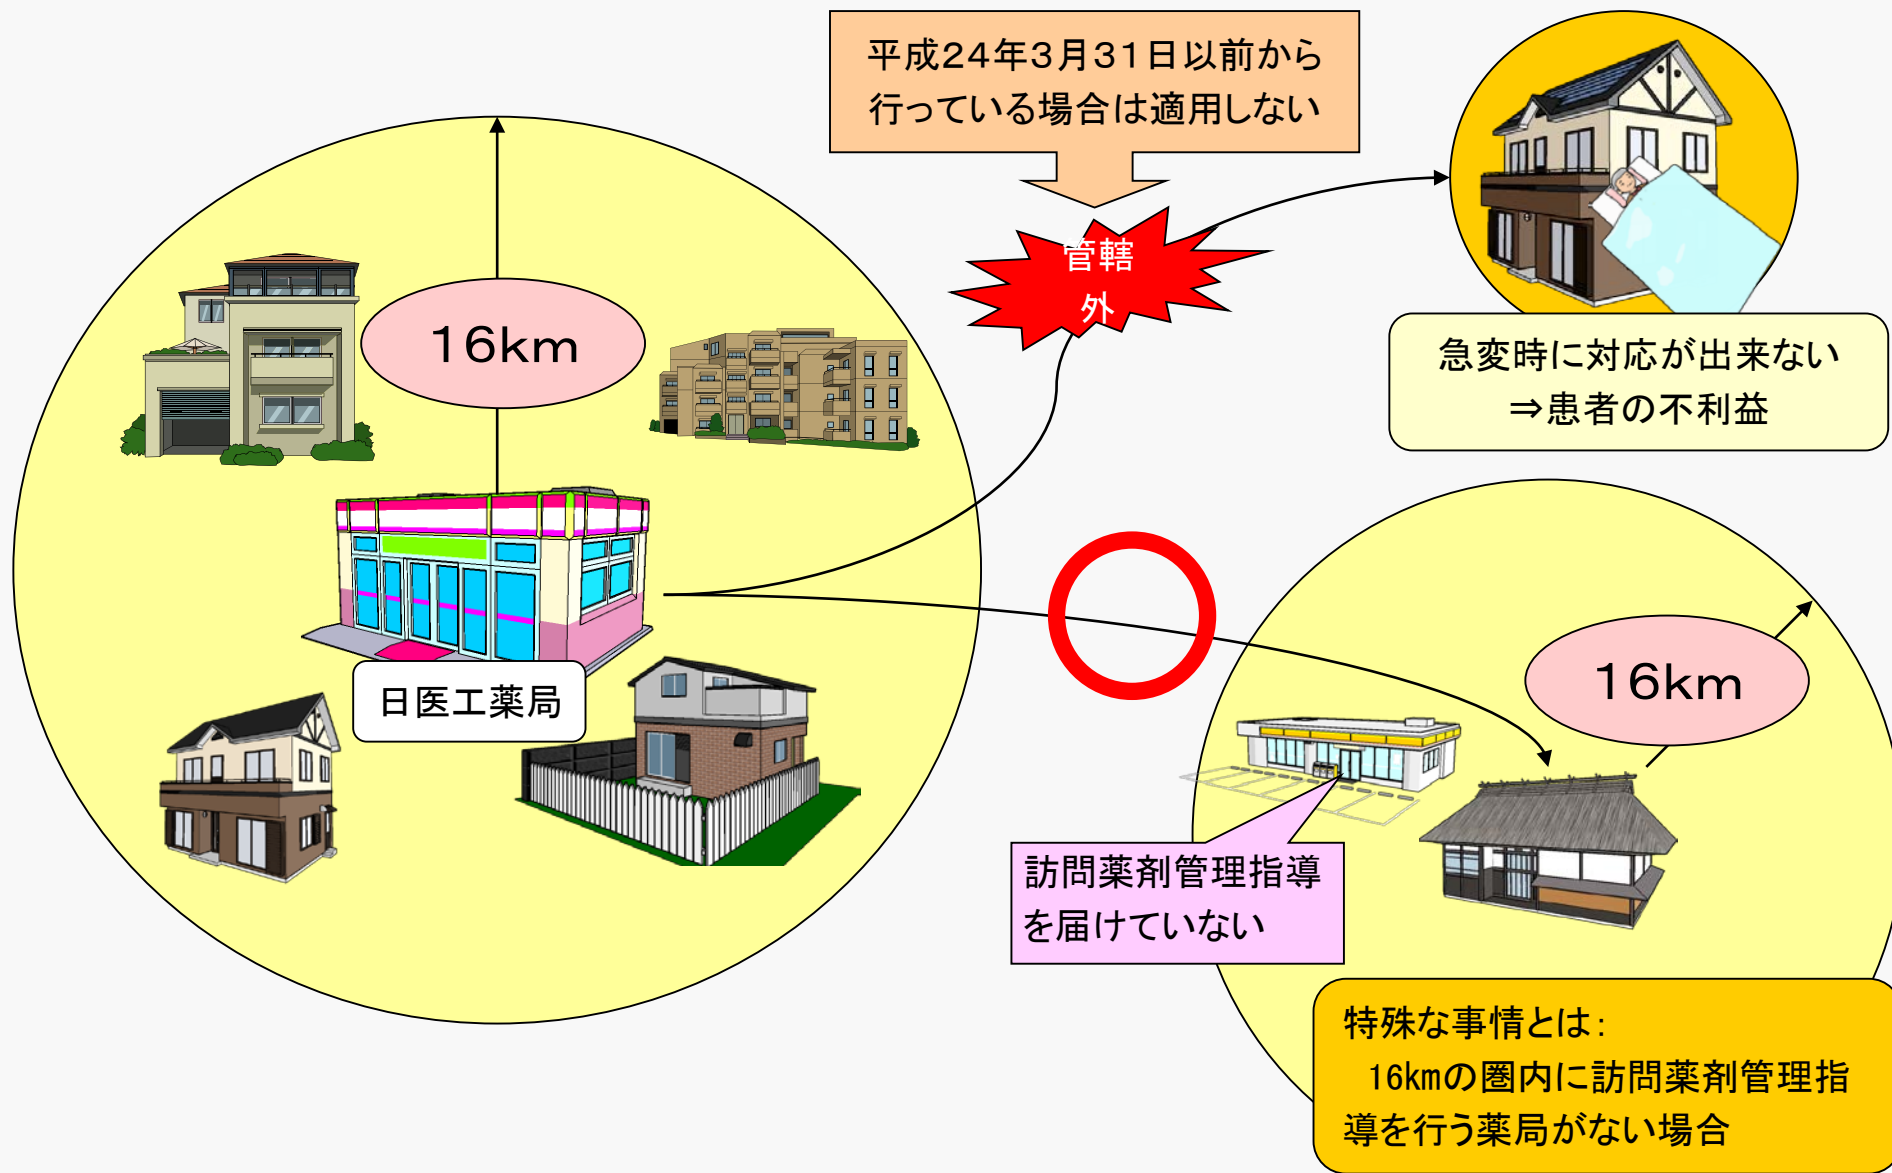 平成24年3月31日以前から
行っている場合は適用しない
管轄
外
急変時に対応が出来ない
⇒患者の不利益
16km
日医工薬局
16km
訪問薬剤管理指導
を届けていない
特殊な事情とは：
16kmの圏内に訪問薬剤管理指
導を行う薬局がない場合